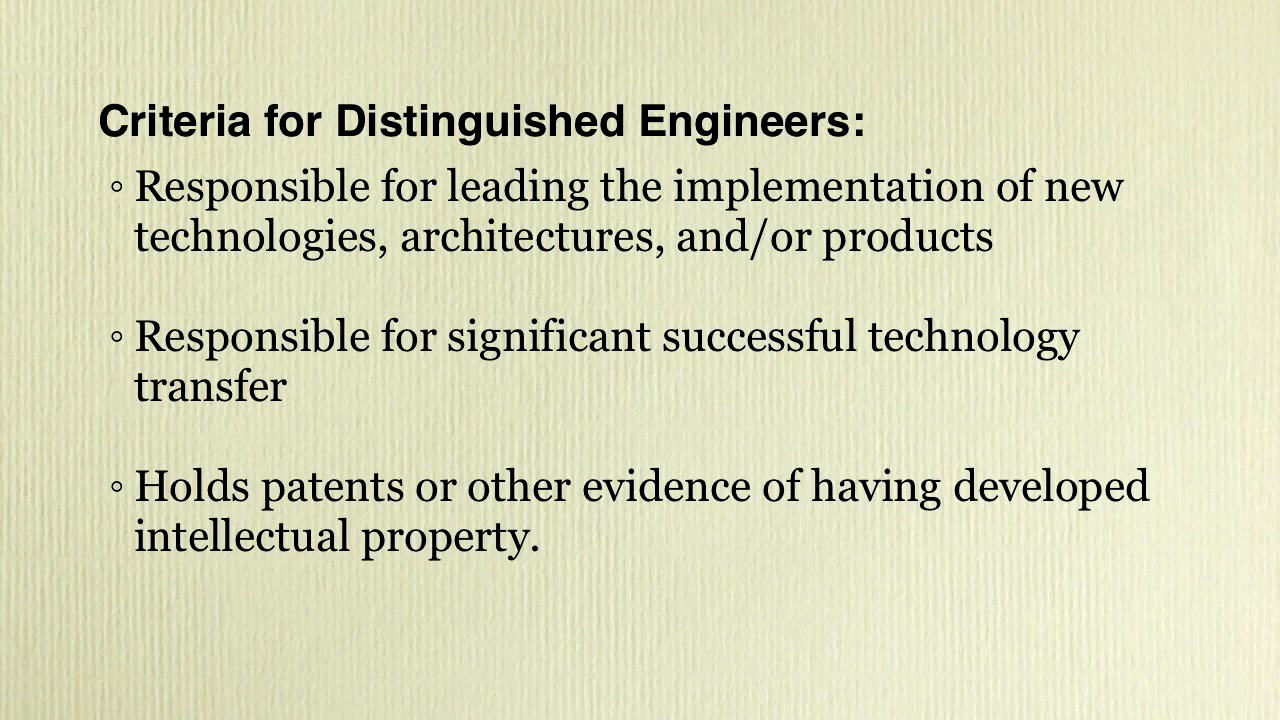 Criteria for Distinguished Engineers:
◦ Responsible for leading the implementation of new
technologies, architectures, and/or products
◦ Responsible for significant successful technology
transfer
◦ Holds patents or other evidence of having developed
intellectual property.